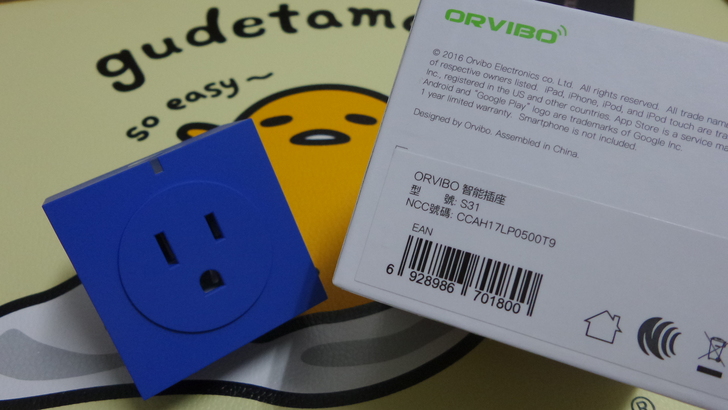 gudetama
so easy~
ORVIBO
© 2016 Orvibo Electronics co, Ltd. All rights reserved. All trade
of respective owners listed. iPad, iPhone, iPod, and iPod touch are
Inc, registered in the US and other countries. App Store is a service
Android and "Google Play" logo are trademarks of Google Inc.
1 year limited warranty. Smartphone is not included.
Designed by Orvibo. Assembled in China.
ORVIBO 智能插座
型 號: S31
NCC號碼: CCAH17LP0500T9
EAN
6 928986 701800
®